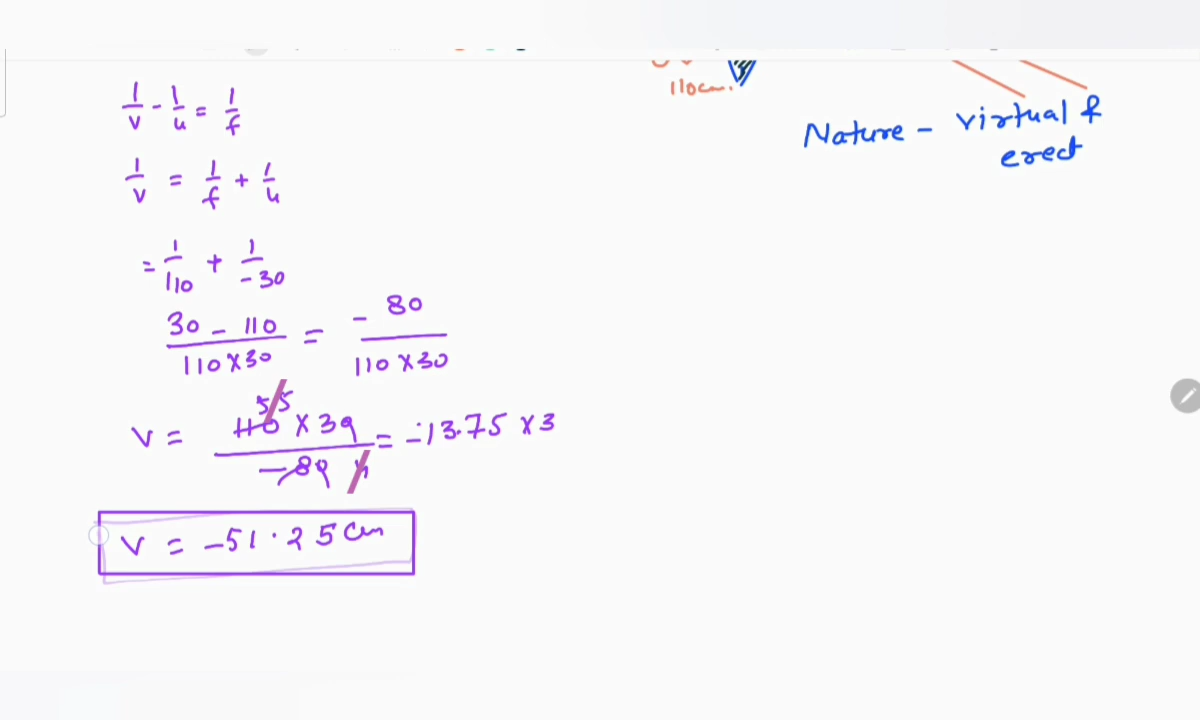 110cm.
Nature - virtual &
erect
1/v - 1/u = 1/f
1/v = 1/f + 1/u
= 1/110 + 1/-30
30 - 110/110 x 30 = - 80/110 x 30
55
v = 110 x 30/-80 4 = -13.75 x 3
v = -51.25 cm